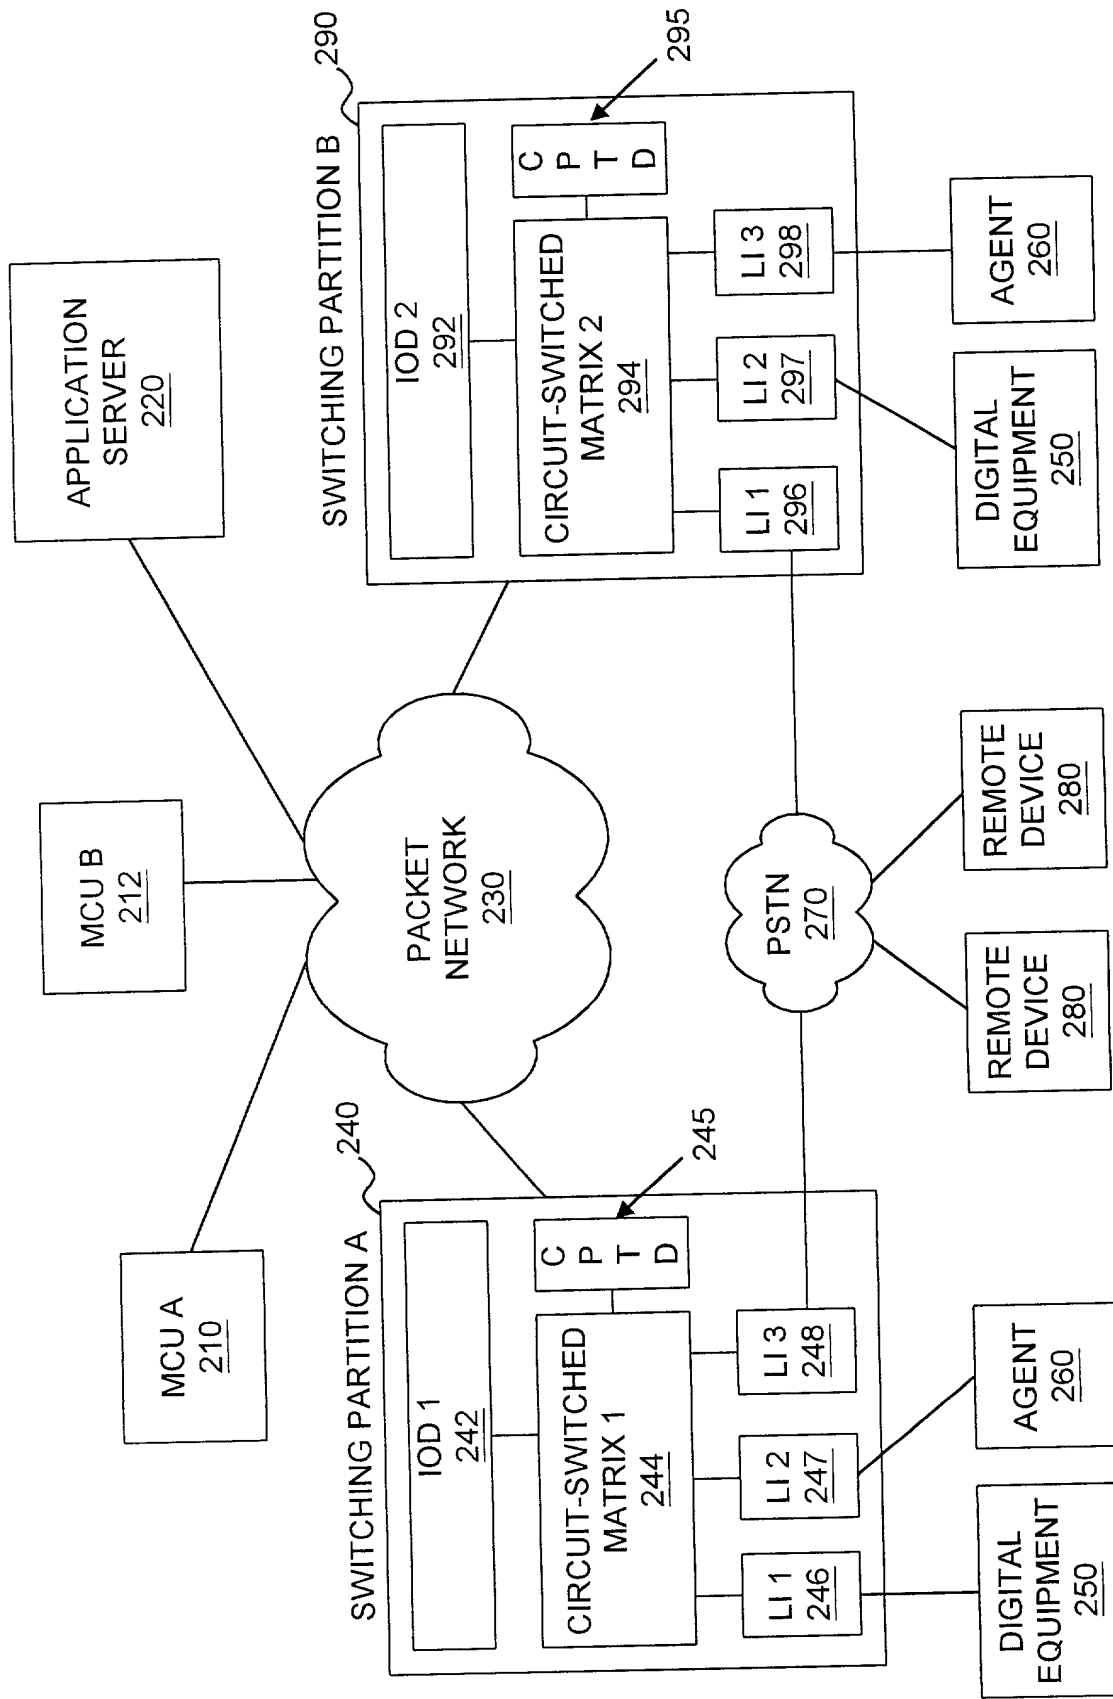 MCU A
210
MCU B
212
APPLICATION
SERVER
220
PACKET
NETWORK
230
SWITCHING PARTITION A
240
IOD 1
242
CIRCUIT-SWITCHED
MATRIX 1
244
C
P
T
D
245
LI 1
246
LI 2
247
LI 3
248
DIGITAL
EQUIPMENT
250
AGENT
260
SWITCHING PARTITION B
290
IOD 2
292
CIRCUIT-SWITCHED
MATRIX 2
294
C
P
T
D
295
LI 1
296
LI 2
297
LI 3
298
PSTN
270
REMOTE
DEVICE
280
REMOTE
DEVICE
280
DIGITAL
EQUIPMENT
250
AGENT
260